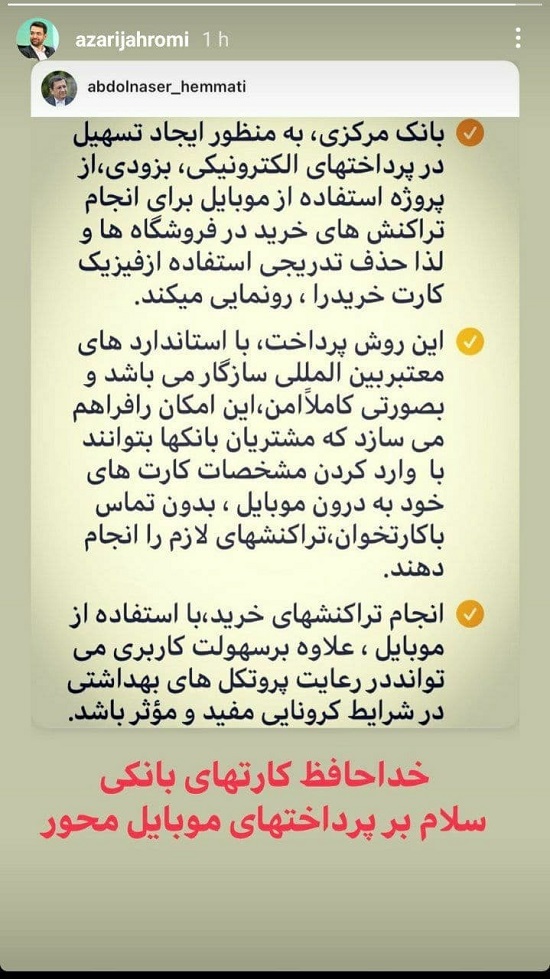 azarijahromi 1 h
abdolnaser_hemmati
بانک مرکزی، به منظور ایجاد تسهیل
در پرداختهای الکترونیکی، بزودی،از
پروژه استفاده از موبایل برای انجام
تراکنش های خرید در فروشگاه ها و
لذا حذف تدریجی استفاده ازفیزیک
کارت خریدرا ، رونمایی میکند.
این روش پرداخت، با استاندارد های
معتبربین المللی سازگار می باشد و
بصورتی کاملاًامن،این امکان رافراهم
می سازد که مشتریان بانکها بتوانند
با وارد کردن مشخصات کارت های
خود به درون موبایل ، بدون تماس
باکارتخوان،تراکنشهای لازم را انجام
دهند.
انجام تراکنشهای خرید،با استفاده از
موبایل ، علاوه برسهولت کاربری می
توانددر رعایت پروتکل های بهداشتی
در شرایط کرونایی مفید و مؤثر باشد.
خداحافظ کارتهای بانکی
سلام بر پرداختهای موبایل محور